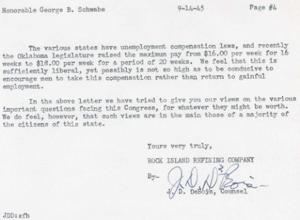 Honorable George B. Schwabe 9-14-45 Page #4
The various states have unemployment compensation laws, and recently
the Oklahoma legislature raised the maximum pay from $16.00 per week for 16
weeks to $18.00 per week for a period of 20 weeks. We feel that this is
sufficiently liberal, yet possibly is not so high as to be conducive to
encourage men to take this compensation rather than return to gainful
employment.
In the above letter we have tried to give you our views on the various
important questions facing this Congress, for whatever they might be worth.
We do feel, however, that such views are in the main those of a majority of
the citizens of this state.
Yours very truly,
ROCK ISLAND REFINING COMPANY
By-
J. D. DeBois, Counsel
JDD:efh